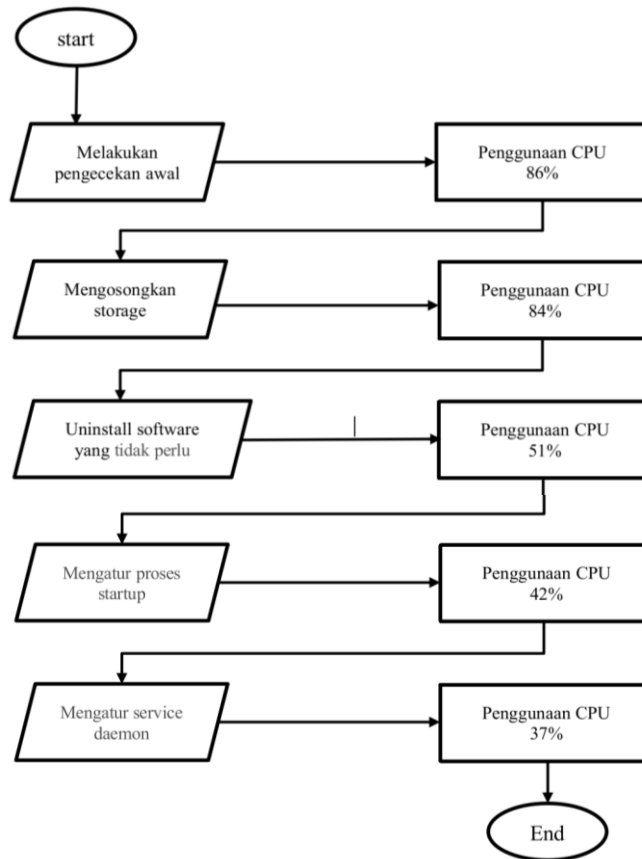 start
Melakukan
pengecekan awal
Penggunaan CPU
86%
Mengosongkan
storage
Penggunaan CPU
84%
Uninstall software
yang tidak perlu
Penggunaan CPU
51%
Mengatur proses
startup
Penggunaan CPU
42%
Mengatur service
daemon
Penggunaan CPU
37%
End